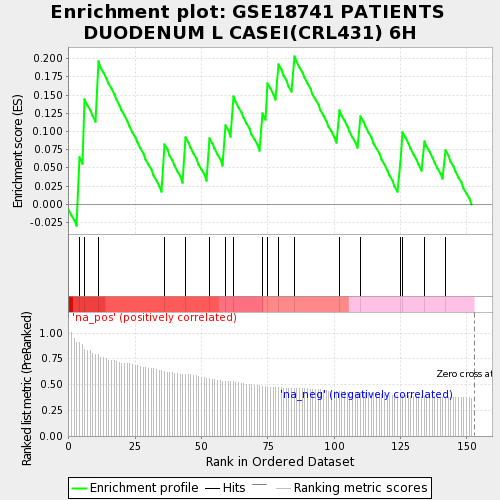 Enrichment plot: GSE18741 PATIENTS
DUODENUM L CASEI(CRL431) 6H
Enrichment score (ES)
0.200
0.175
0.150
0.125
0.100
0.075
0.050
0.025
0.000
-0.025
'na_pos' (positively correlated)
Ranked list metric (PreRanked)
1.00
0.75
0.50
0.25
0.00
Zero cross at
'na_neg' (negatively correlated)
0 25 50 75 100 125 150
Rank in Ordered Dataset
Enrichment profile Hits Ranking metric scores